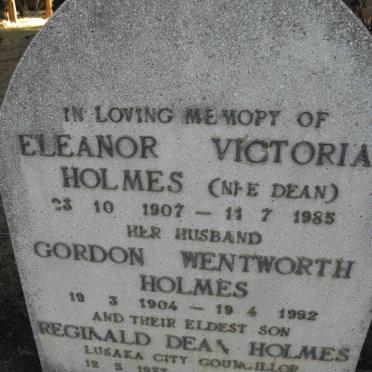 IN LOVING MEMORY OF
ELEANOR VICTORIA
HOLMES (NEE DEAN)
23 10 1907 — 11 7 1985
HER HUSBAND
GORDON WENTWORTH
HOLMES
19 3 1904 — 19 4 1992
AND THEIR ELDEST SON
REGINALD DEAN HOLMES
LUSAKA CITY COUNCILLOR